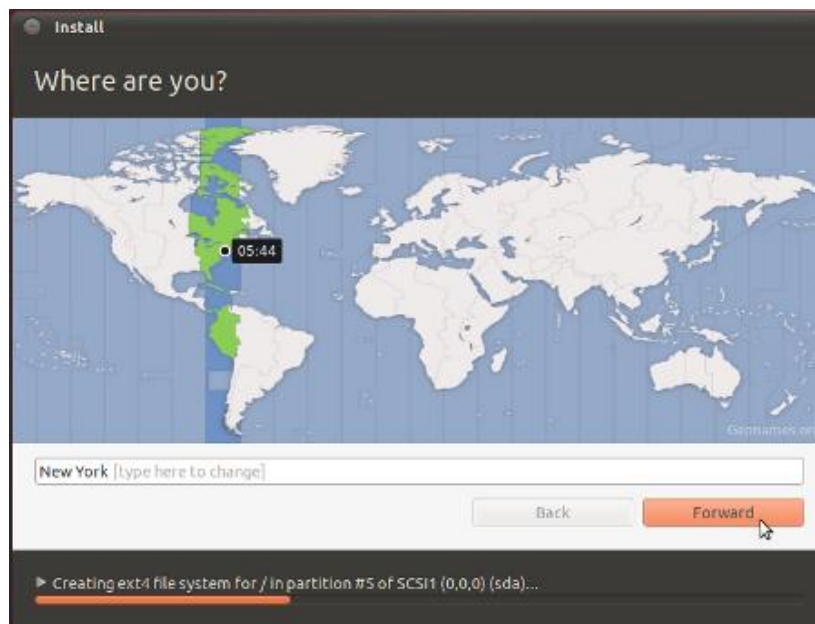 Install
Where are you?
05:44
Geonames.org
New York [type here to change]
Back
Forward
Creating ext4 file system for / in partition #5 of SCSI1 (0,0,0) (sda)...